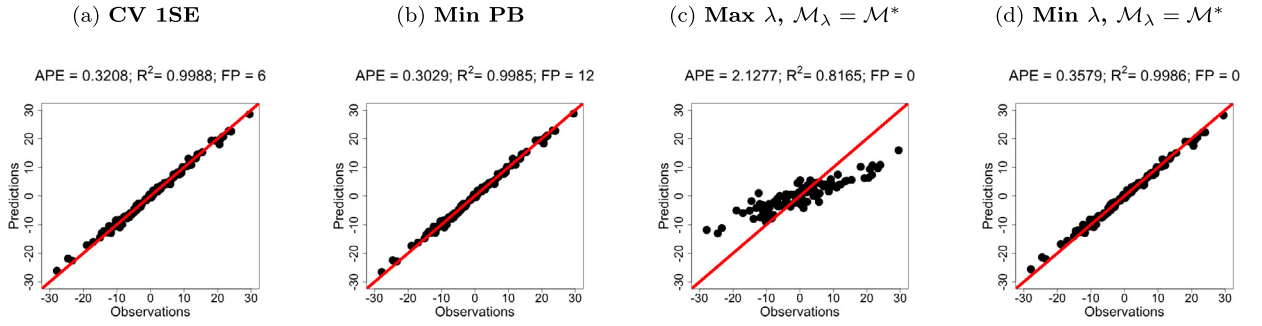 (a) CV 1SE
APE = 0.3208; R²= 0.9988; FP = 6
Predictions
30
20
10
0
-10
-20
-30
-30 -20 -10 0 10 20 30
Observations
(b) Min PB
APE = 0.3029; R²= 0.9985; FP = 12
Predictions
30
20
10
0
-10
-20
-30
-30 -20 -10 0 10 20 30
Observations
(c) Max λ, ℳλ = ℳ*
APE = 2.1277; R²= 0.8165; FP = 0
Predictions
30
20
10
0
-10
-20
-30
-30 -20 -10 0 10 20 30
Observations
(d) Min λ, ℳλ = ℳ*
APE = 0.3579; R²= 0.9986; FP = 0
Predictions
30
20
10
0
-10
-20
-30
-30 -20 -10 0 10 20 30
Observations